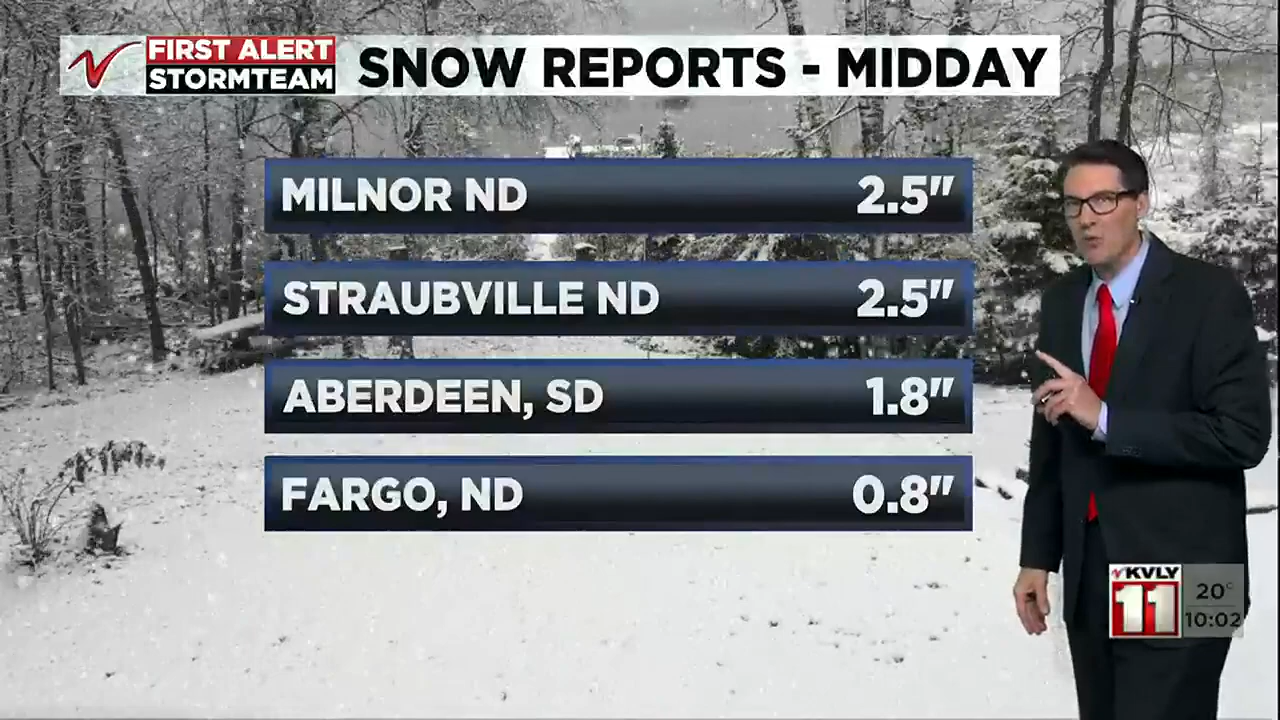 FIRST ALERT
STORMTEAM
SNOW REPORTS - MIDDAY
MILNOR ND 2.5"
STRAUBVILLE ND 2.5"
ABERDEEN, SD 1.8"
FARGO, ND 0.8"
KVLY
11
20°
10:02